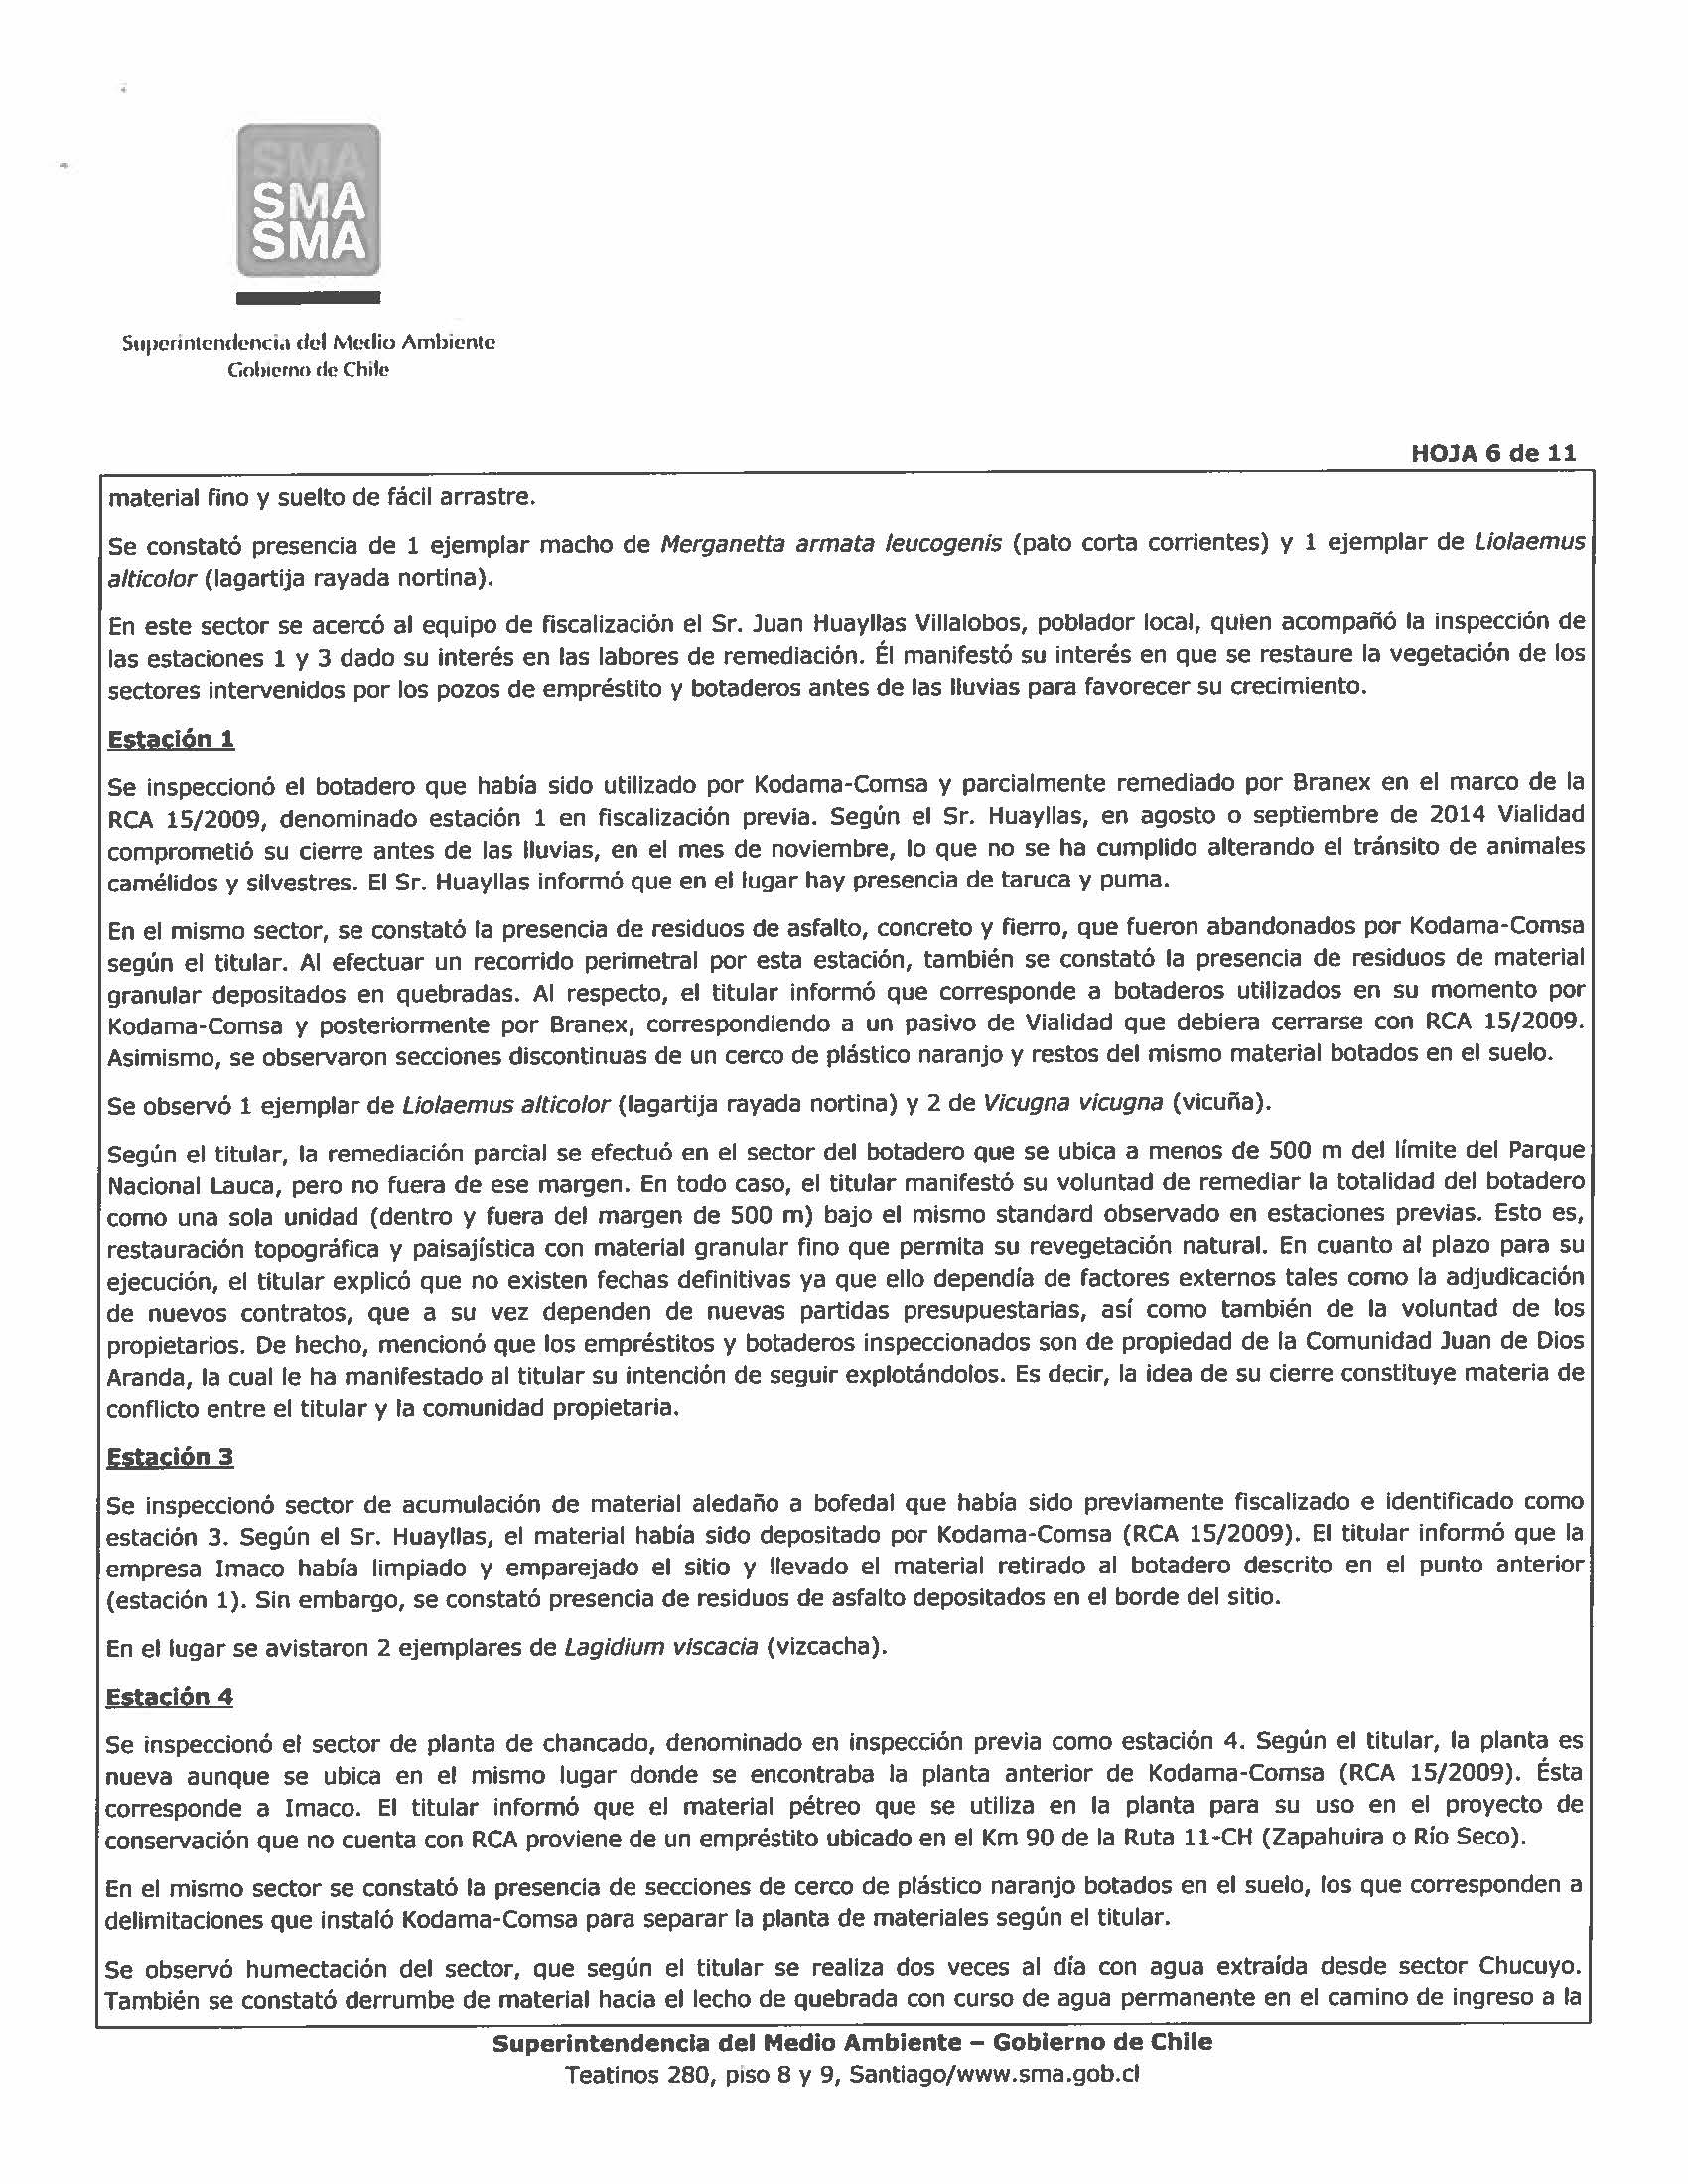 SMA
SMA
SMA
Superintendencia del Medio Ambiente
Gobierno de Chile
HOJA 6 de 11
material fino y suelto de fácil arrastre.
Se constató presencia de 1 ejemplar macho de Merganetta armata leucogenis (pato corta corrientes) y 1 ejemplar de Liolaemus
alticolor (lagartija rayada nortina).
En este sector se acercó al equipo de fiscalización el Sr. Juan Huayllas Villalobos, poblador local, quien acompañó la inspección de
las estaciones 1 y 3 dado su interés en las labores de remediación. Él manifestó su interés en que se restaure la vegetación de los
sectores intervenidos por los pozos de empréstito y botaderos antes de las lluvias para favorecer su crecimiento.
Estación 1
Se inspeccionó el botadero que había sido utilizado por Kodama-Comsa y parcialmente remediado por Branex en el marco de la
RCA 15/2009, denominado estación 1 en fiscalización previa. Según el Sr. Huayllas, en agosto o septiembre de 2014 Vialidad
comprometió su cierre antes de las lluvias, en el mes de noviembre, lo que no se ha cumplido alterando el tránsito de animales
camélidos y silvestres. El Sr. Huayllas informó que en el lugar hay presencia de taruca y puma.
En el mismo sector, se constató la presencia de residuos de asfalto, concreto y fierro, que fueron abandonados por Kodama-Comsa
según el titular. Al efectuar un recorrido perimetral por esta estación, también se constató la presencia de residuos de material
granular depositados en quebradas. Al respecto, el titular informó que corresponde a botaderos utilizados en su momento por
Kodama-Comsa y posteriormente por Branex, correspondiendo a un pasivo de Vialidad que debiera cerrarse con RCA 15/2009.
Asimismo, se observaron secciones discontinuas de un cerco de plástico naranjo y restos del mismo material botados en el suelo.
Se observó 1 ejemplar de Liolaemus alticolor (lagartija rayada nortina) y 2 de Vicugna vicugna (vicuña).
Según el titular, la remediación parcial se efectuó en el sector del botadero que se ubica a menos de 500 m del límite del Parque
Nacional Lauca, pero no fuera de ese margen. En todo caso, el titular manifestó su voluntad de remediar la totalidad del botadero
como una sola unidad (dentro y fuera del margen de 500 m) bajo el mismo standard observado en estaciones previas. Esto es,
restauración topográfica y paisajística con material granular fino que permita su revegetación natural. En cuanto al plazo para su
ejecución, el titular explicó que no existen fechas definitivas ya que ello dependía de factores externos tales como la adjudicación
de nuevos contratos, que a su vez dependen de nuevas partidas presupuestarias, así como también de la voluntad de los
propietarios. De hecho, mencionó que los empréstitos y botaderos inspeccionados son de propiedad de la Comunidad Juan de Dios
Aranda, la cual le ha manifestado al titular su intención de seguir explotándolos. Es decir, la idea de su cierre constituye materia de
conflicto entre el titular y la comunidad propietaria.
Estación 3
Se inspeccionó sector de acumulación de material aledaño a bofedal que había sido previamente fiscalizado e identificado como
estación 3. Según el Sr. Huayllas, el material había sido depositado por Kodama-Comsa (RCA 15/2009). El titular informó que la
empresa Imaco había limpiado y emparejado el sitio y llevado el material retirado al botadero descrito en el punto anterior
(estación 1). Sin embargo, se constató presencia de residuos de asfalto depositados en el borde del sitio.
En el lugar se avistaron 2 ejemplares de Lagidium viscacia (vizcacha).
Estación 4
Se inspeccionó el sector de planta de chancado, denominado en inspección previa como estación 4. Según el titular, la planta es
nueva aunque se ubica en el mismo lugar donde se encontraba la planta anterior de Kodama-Comsa (RCA 15/2009). Ésta
corresponde a Imaco. El titular informó que el material pétreo que se utiliza en la planta para su uso en el proyecto de
conservación que no cuenta con RCA proviene de un empréstito ubicado en el Km 90 de la Ruta 11-CH (Zapahuira o Río Seco).
En el mismo sector se constató la presencia de secciones de cerco de plástico naranjo botados en el suelo, los que corresponden a
delimitaciones que instaló Kodama-Comsa para separar la planta de materiales según el titular.
Se observó humectación del sector, que según el titular se realiza dos veces al día con agua extraída desde sector Chucuyo.
También se constató derrumbe de material hacia el lecho de quebrada con curso de agua permanente en el camino de ingreso a la
Superintendencia del Medio Ambiente – Gobierno de Chile
Teatinos 280, piso 8 y 9, Santiago/www.sma.gob.cl